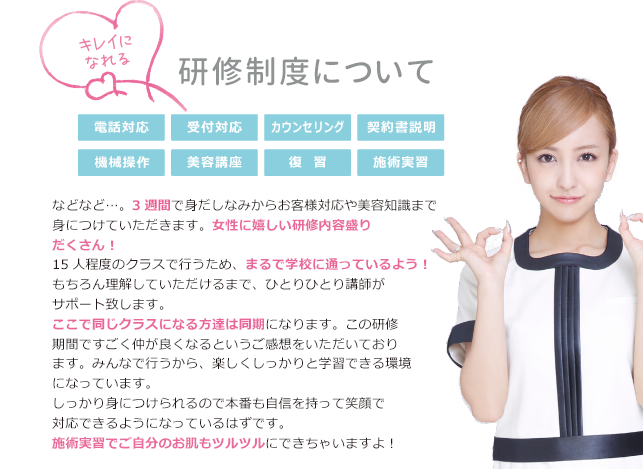 キレイに
なれる
研修制度について
電話対応 受付対応 カウンセリング 契約書説明
機械操作 美容講座 復 習 施術実習
などなど…。3 週間で身だしなみからお客様対応や美容知識まで
身につけていただきます。女性に嬉しい研修内容盛り
だくさん！
15 人程度のクラスで行うため、まるで学校に通っているよう！
もちろん理解していただけるまで、ひとりひとり講師が
サポート致します。
ここで同じクラスになる方達は同期になります。この研修
期間ですごく仲が良くなるというご感想をいただいており
ます。みんなで行うから、楽しくしっかりと学習できる環境
になっています。
しっかり身につけられるので本番も自信を持って笑顔で
対応できるようになっているはずです。
施術実習でご自分のお肌もツルツルにできちゃいますよ！